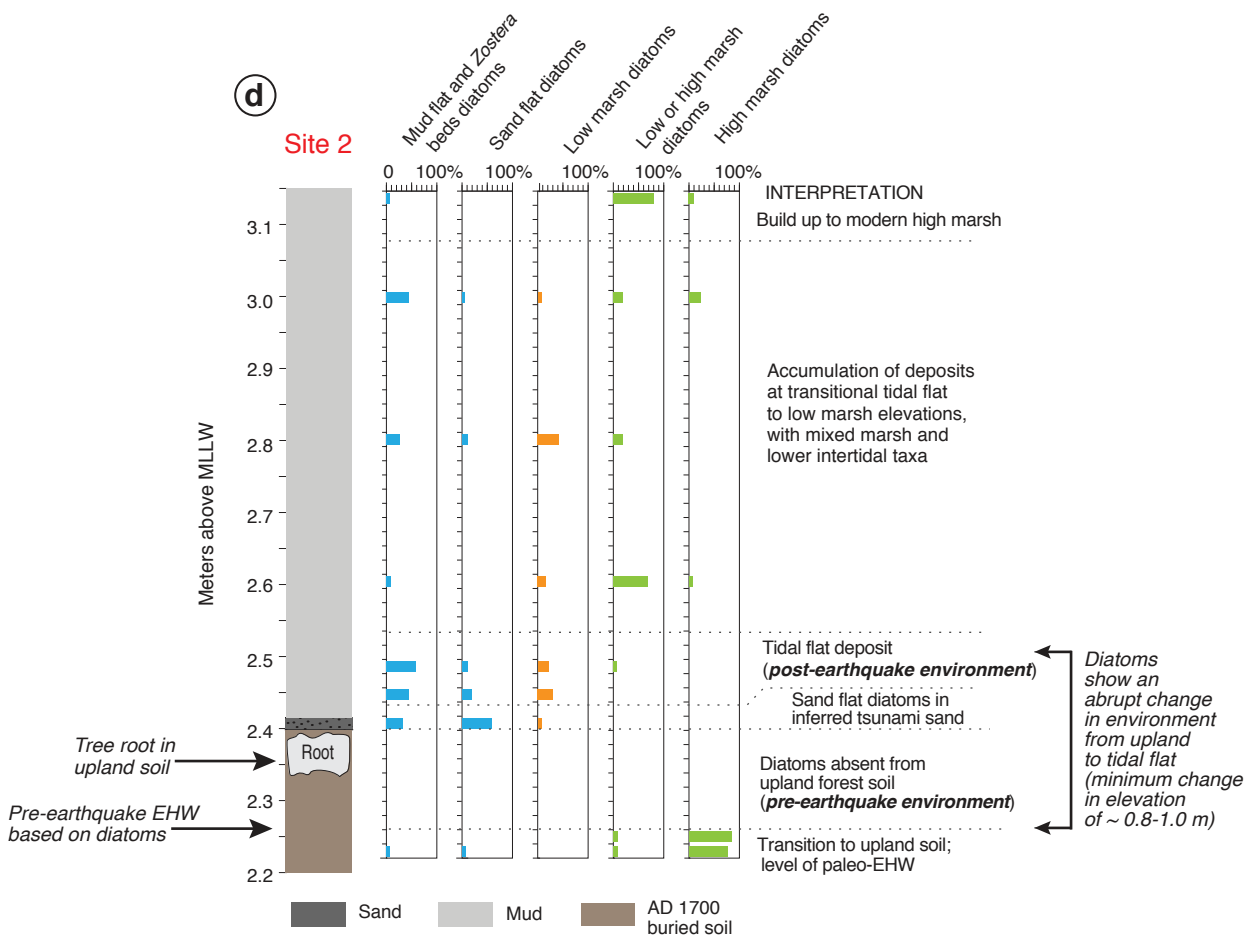 d
Site 2
Mud flat and Zostera
beds diatoms
Sand flat diatoms
Low marsh diatoms
Low or high marsh
diatoms
High marsh diatoms
0 100% 100% 100% 100% 100%
INTERPRETATION
Build up to modern high marsh
Meters above MLLW
3.1
3.0
2.9
2.8
2.7
2.6
2.5
2.4
2.3
2.2
Accumulation of deposits
at transitional tidal flat
to low marsh elevations,
with mixed marsh and
lower intertidal taxa
Tidal flat deposit
(post-earthquake environment)
Sand flat diatoms in
inferred tsunami sand
Diatoms absent from
upland forest soil
(pre-earthquake environment)
Transition to upland soil;
level of paleo-EHW
Diatoms
show an
abrupt change
in environment
from upland
to tidal flat
(minimum change
in elevation
of ~ 0.8-1.0 m)
Root
Tree root in
upland soil
Pre-earthquake EHW
based on diatoms
Sand
Mud
AD 1700
buried soil